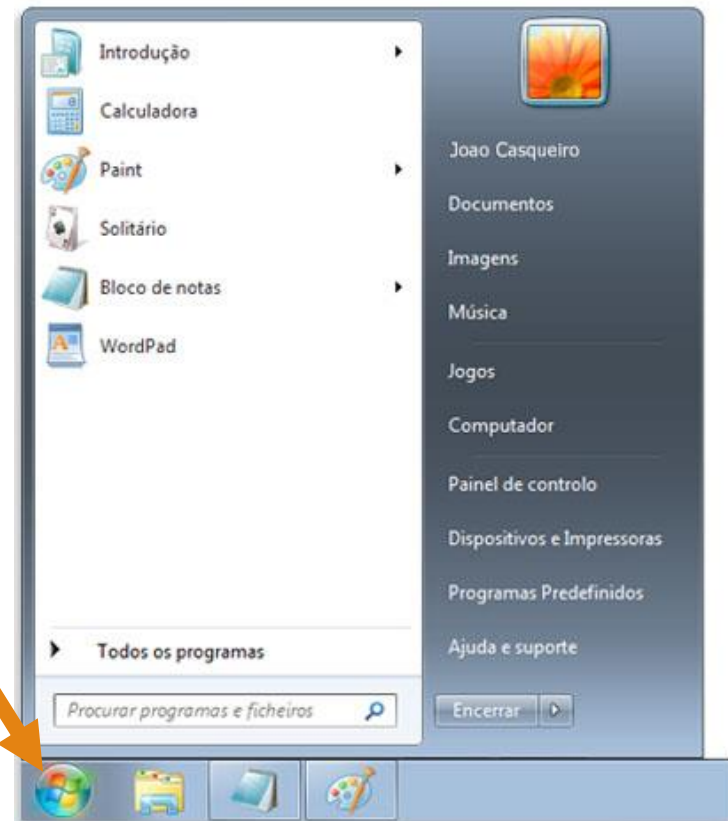 Introdução
Calculadora
Paint
Solitário
Bloco de notas
WordPad
Todos os programas
Procurar programas e ficheiros
Joao Casqueiro
Documentos
Imagens
Música
Jogos
Computador
Painel de controlo
Dispositivos e Impressoras
Programas Predefinidos
Ajuda e suporte
Encerrar